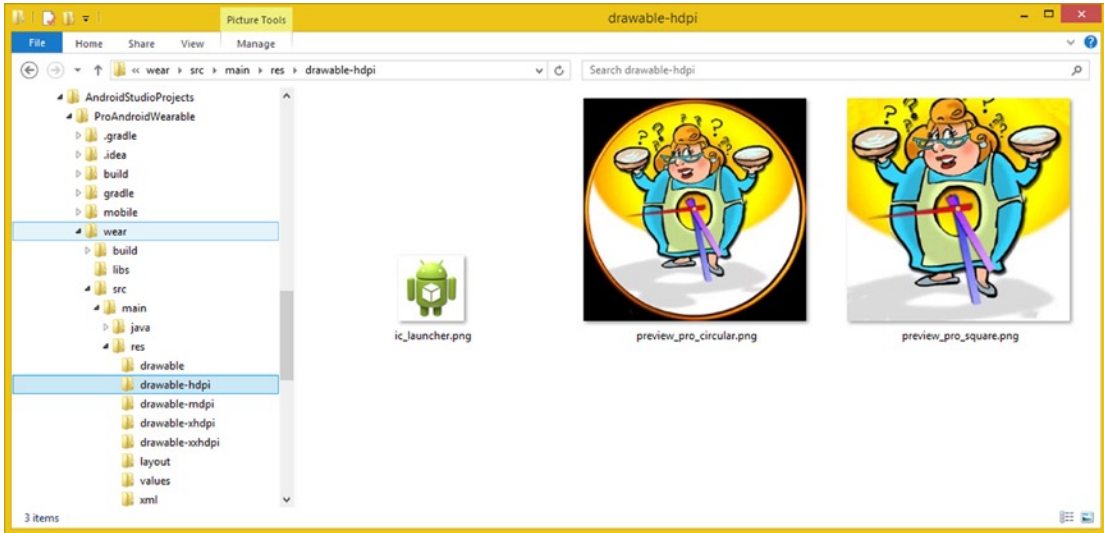 Picture Tools
drawable-hdpi
File Home Share View Manage
« wear ▸ src ▸ main ▸ res ▸ drawable-hdpi
Search drawable-hdpi
AndroidStudioProjects
ProAndroidWearable
.gradle
.idea
build
gradle
mobile
wear
build
libs
src
main
java
res
drawable
drawable-hdpi
drawable-mdpi
drawable-xhdpi
drawable-xxhdpi
layout
values
xml
? ? ? ? ? ?
? ? ? ? ? ?
ic_launcher.png
preview_pro_circular.png
preview_pro_square.png
3 items